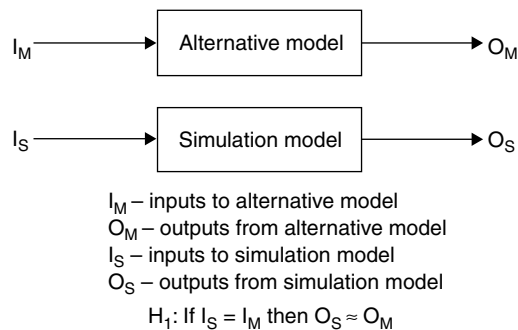 I_M Alternative model O_M
I_S Simulation model O_S
I_M – inputs to alternative model
O_M – outputs from alternative model
I_S – inputs to simulation model
O_S – outputs from simulation model
H_1: If I_S = I_M then O_S ≈ O_M